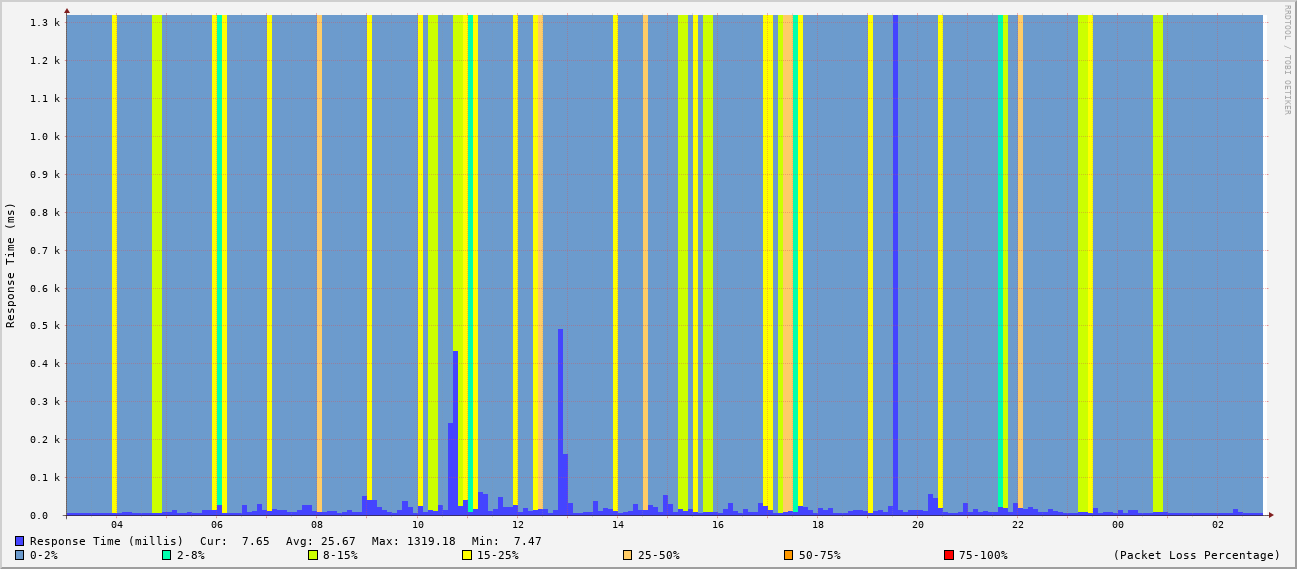 1.3 k
1.2 k
1.1 k
1.0 k
0.9 k
0.8 k
0.7 k
0.6 k
0.5 k
0.4 k
0.3 k
0.2 k
0.1 k
0.0
Response Time (ms)
RRDTOOL / TOBI OETIKER
04 06 08 10 12 14 16 18 20 22 00 02
Response Time (millis) Cur: 7.65 Avg: 25.67 Max: 1319.18 Min: 7.47
0-2% 2-8% 8-15% 15-25% 25-50% 50-75% 75-100% (Packet Loss Percentage)